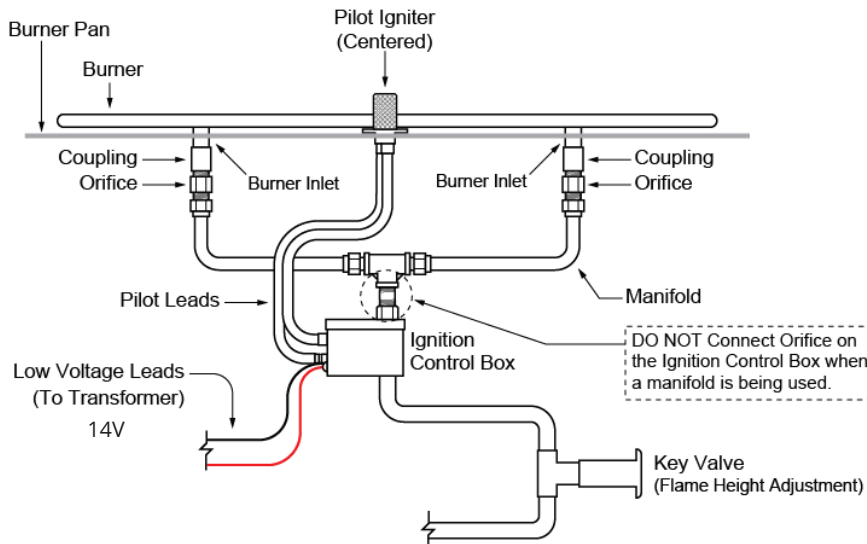 Pilot Igniter
(Centered)
Burner Pan
Burner
Coupling
Orifice
Burner Inlet
Burner Inlet
Coupling
Orifice
Pilot Leads
Manifold
Ignition
Control Box
DO NOT Connect Orifice on
the Ignition Control Box when
a manifold is being used.
Low Voltage Leads
(To Transformer)
14V
Key Valve
(Flame Height Adjustment)